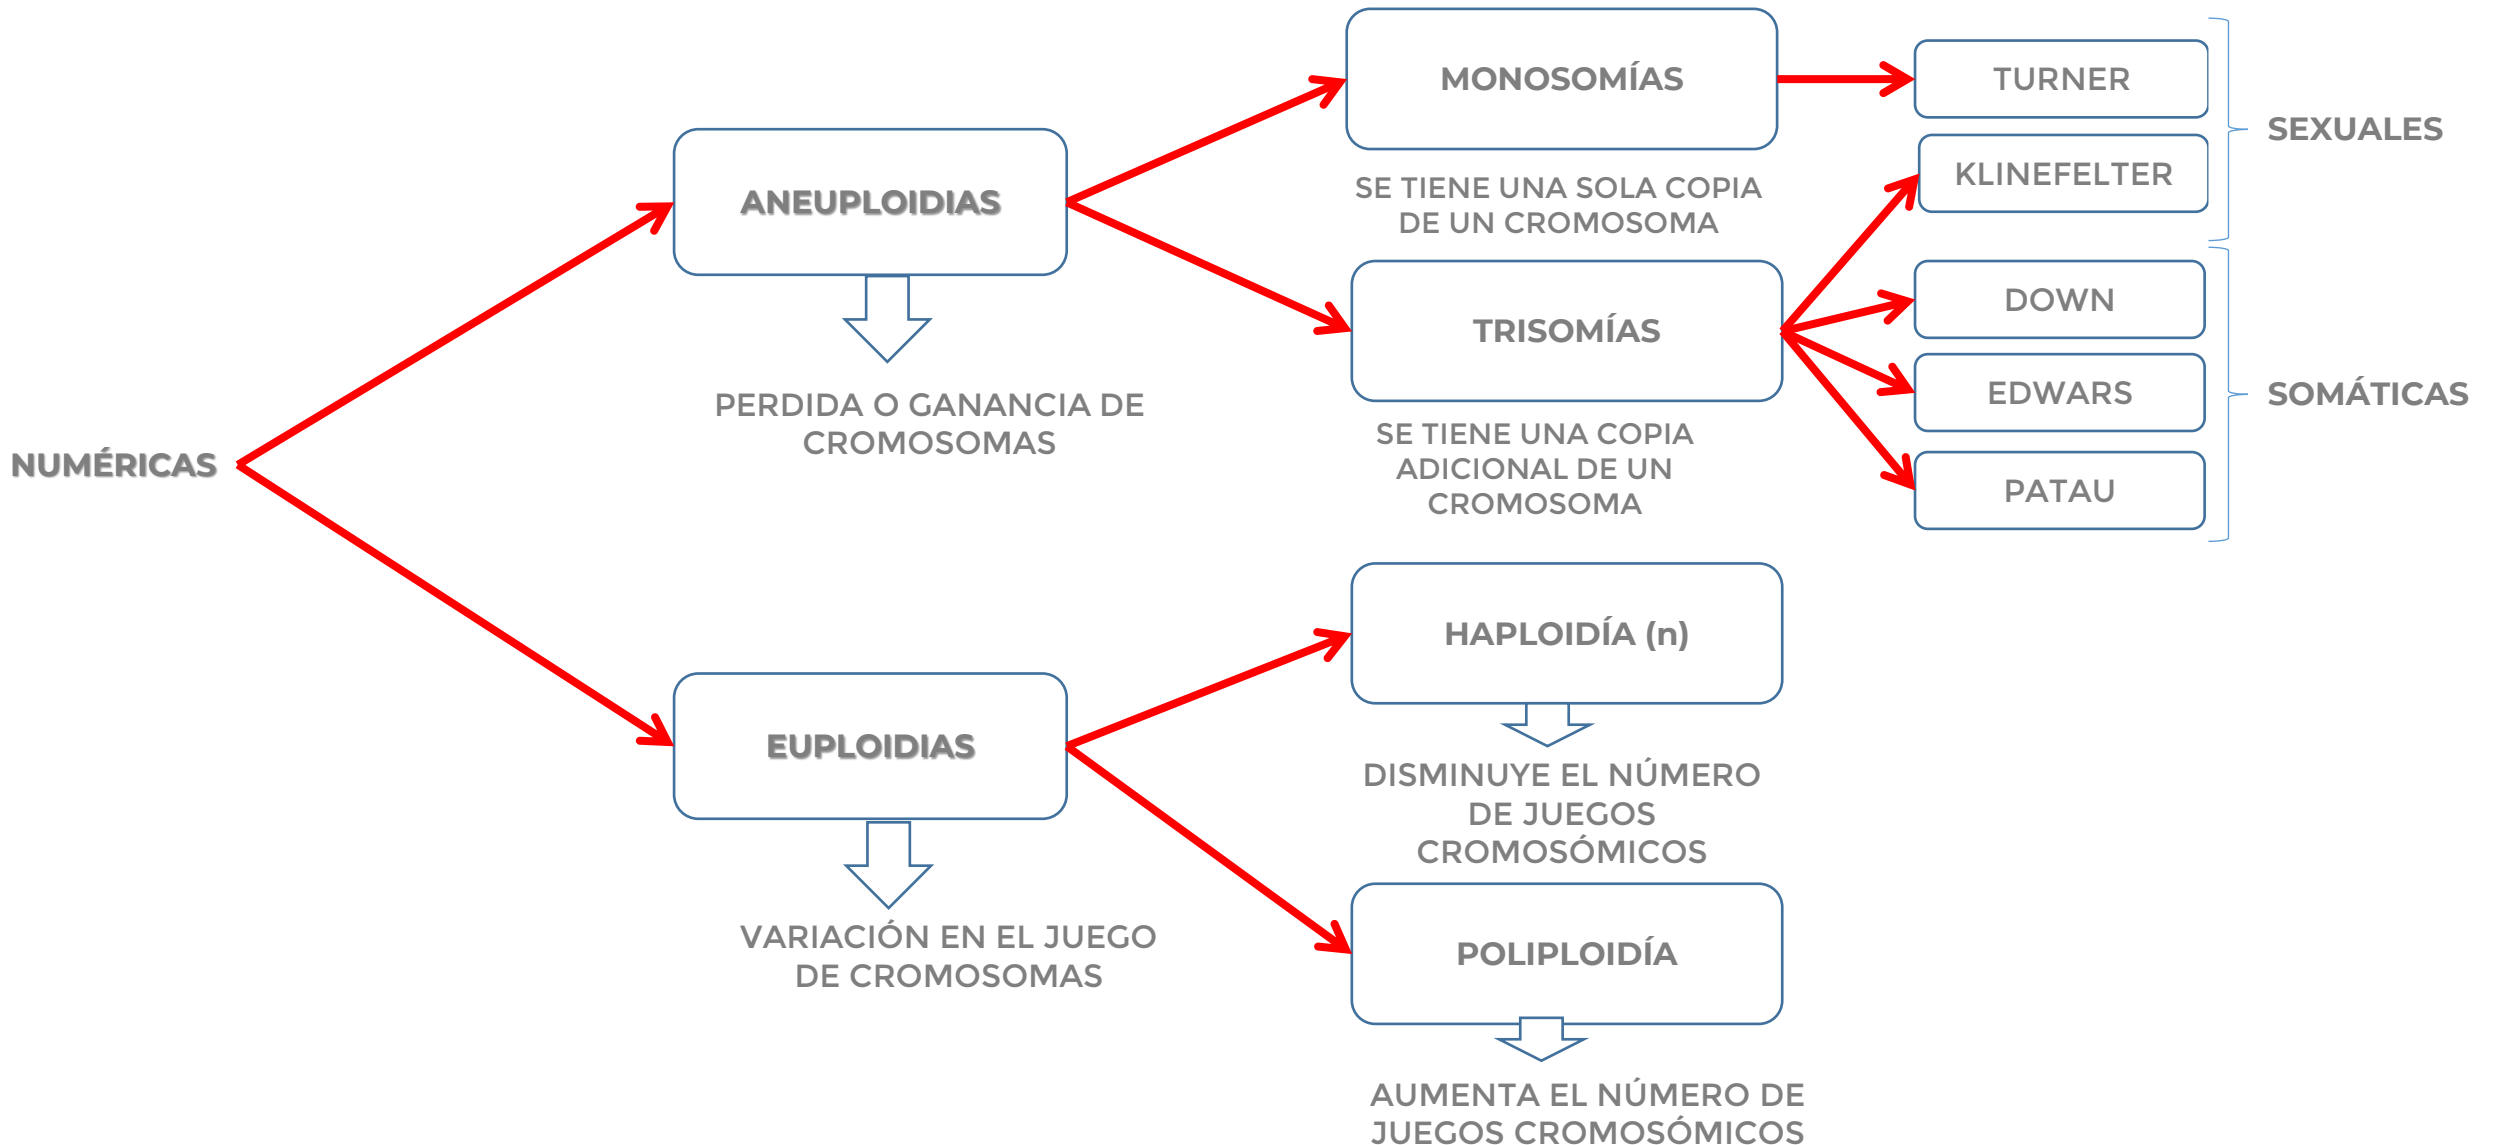 NUMÉRICAS
ANEUPLOIDIAS
PERDIDA O GANANCIA DE
CROMOSOMAS
MONOSOMÍAS
SE TIENE UNA SOLA COPIA
DE UN CROMOSOMA
TURNER
KLINEFELTER
SEXUALES
TRISOMÍAS
SE TIENE UNA COPIA
ADICIONAL DE UN
CROMOSOMA
DOWN
EDWARS
PATAU
SOMÁTICAS
EUPLOIDIAS
VARIACIÓN EN EL JUEGO
DE CROMOSOMAS
HAPLOIDÍA (n)
DISMINUYE EL NÚMERO
DE JUEGOS
CROMOSÓMICOS
POLIPLOIDÍA
AUMENTA EL NÚMERO DE
JUEGOS CROMOSÓMICOS